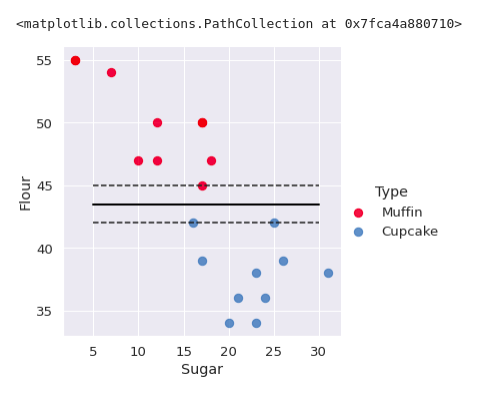 <matplotlib.collections.PathCollection at 0x7fca4a880710>
55
50
45
40
35
Flour
5 10 15 20 25 30
Sugar
Type
Muffin
Cupcake